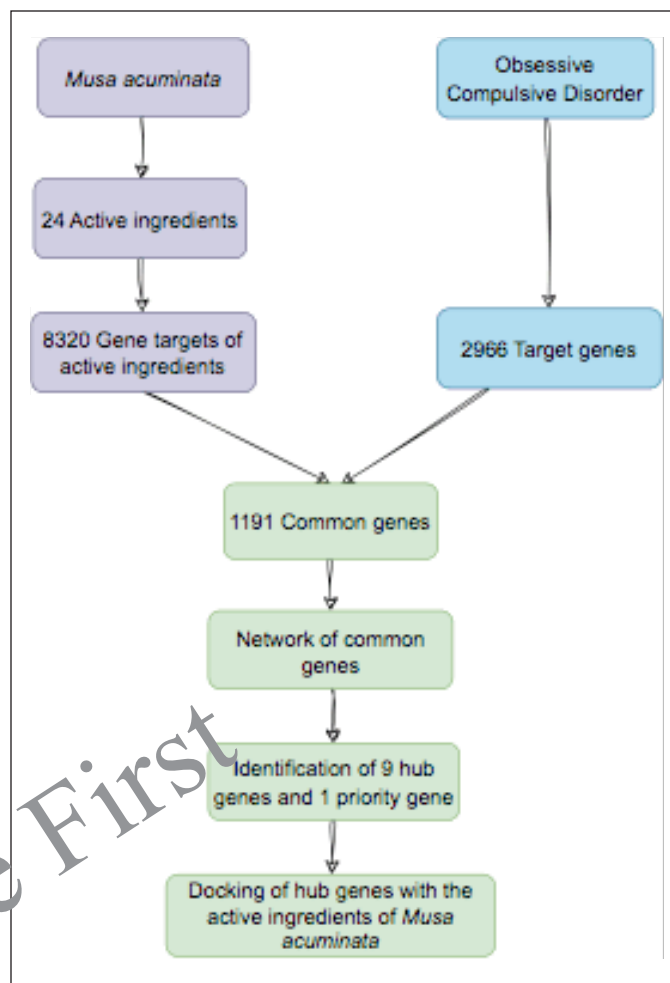 Musa acuminata
Obsessive
Compulsive Disorder
24 Active ingredients
8320 Gene targets of
active ingredients
2966 Target genes
1191 Common genes
Network of common
genes
Identification of 9 hub
genes and 1 priority gene
Docking of hub genes with the
active ingredients of Musa
acuminata
e First